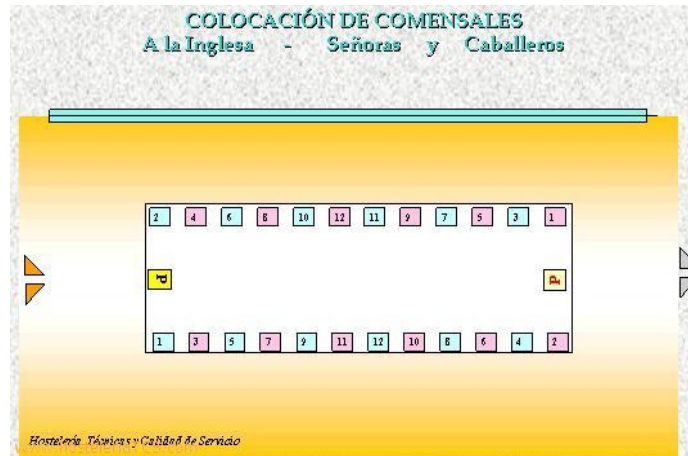 COLOCACIÓN DE COMENSALES
A la Inglesa - Señoras y Caballeros
2 4 6 8 10 12 11 9 7 5 3 1
P P
1 3 5 7 9 11 12 10 8 6 4 2
Hostelería. Técnicas y Calidad de Servicio